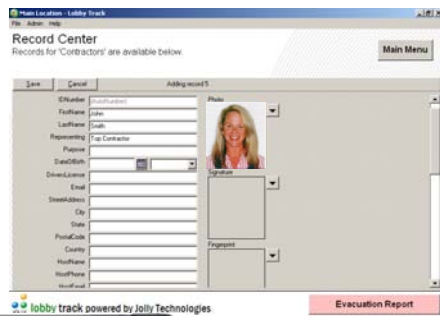 Main Location - Lobby Track
File Admin Help
Record Center
Records for 'Contractors' are available below.
Main Menu
Save Cancel Adding record 5
IDNumber (AutoNumber)
FirstName John
LastName Smith
Representing Top Contractor
Purpose
DateOfBirth
DriversLicense
Email
StreetAddress
City
State
PostalCode
Country
HostName
HostPhone
HostEmail
Photo
Signature
Fingerprint
lobby track powered by Jolly Technologies
Evacuation Report